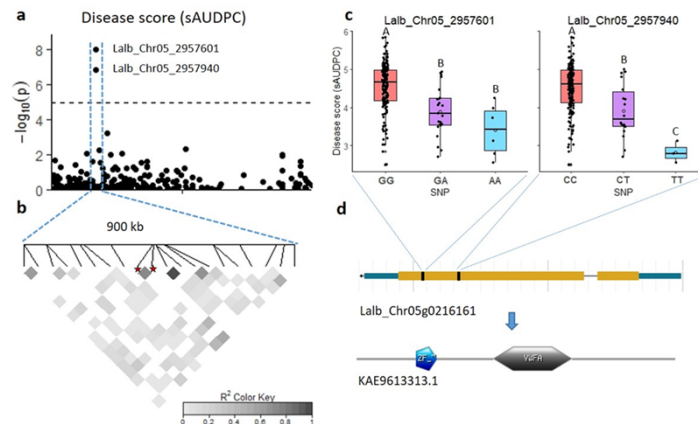 a
Disease score (sAUDPC)
Lalb_Chr05_2957601
Lalb_Chr05_2957940
−log10(p)
8
6
4
2
0
b
900 kb
R2 Color Key
0 0.2 0.4 0.6 0.8 1
c
Lalb_Chr05_2957601
Lalb_Chr05_2957940
Disease score (sAUDPC)
6
5
4
3
A
B
B
A
B
C
GG GA AA
CC CT TT
SNP
SNP
d
Lalb_Chr05g0216161
ZF_
VWFA
KAE9613313.1